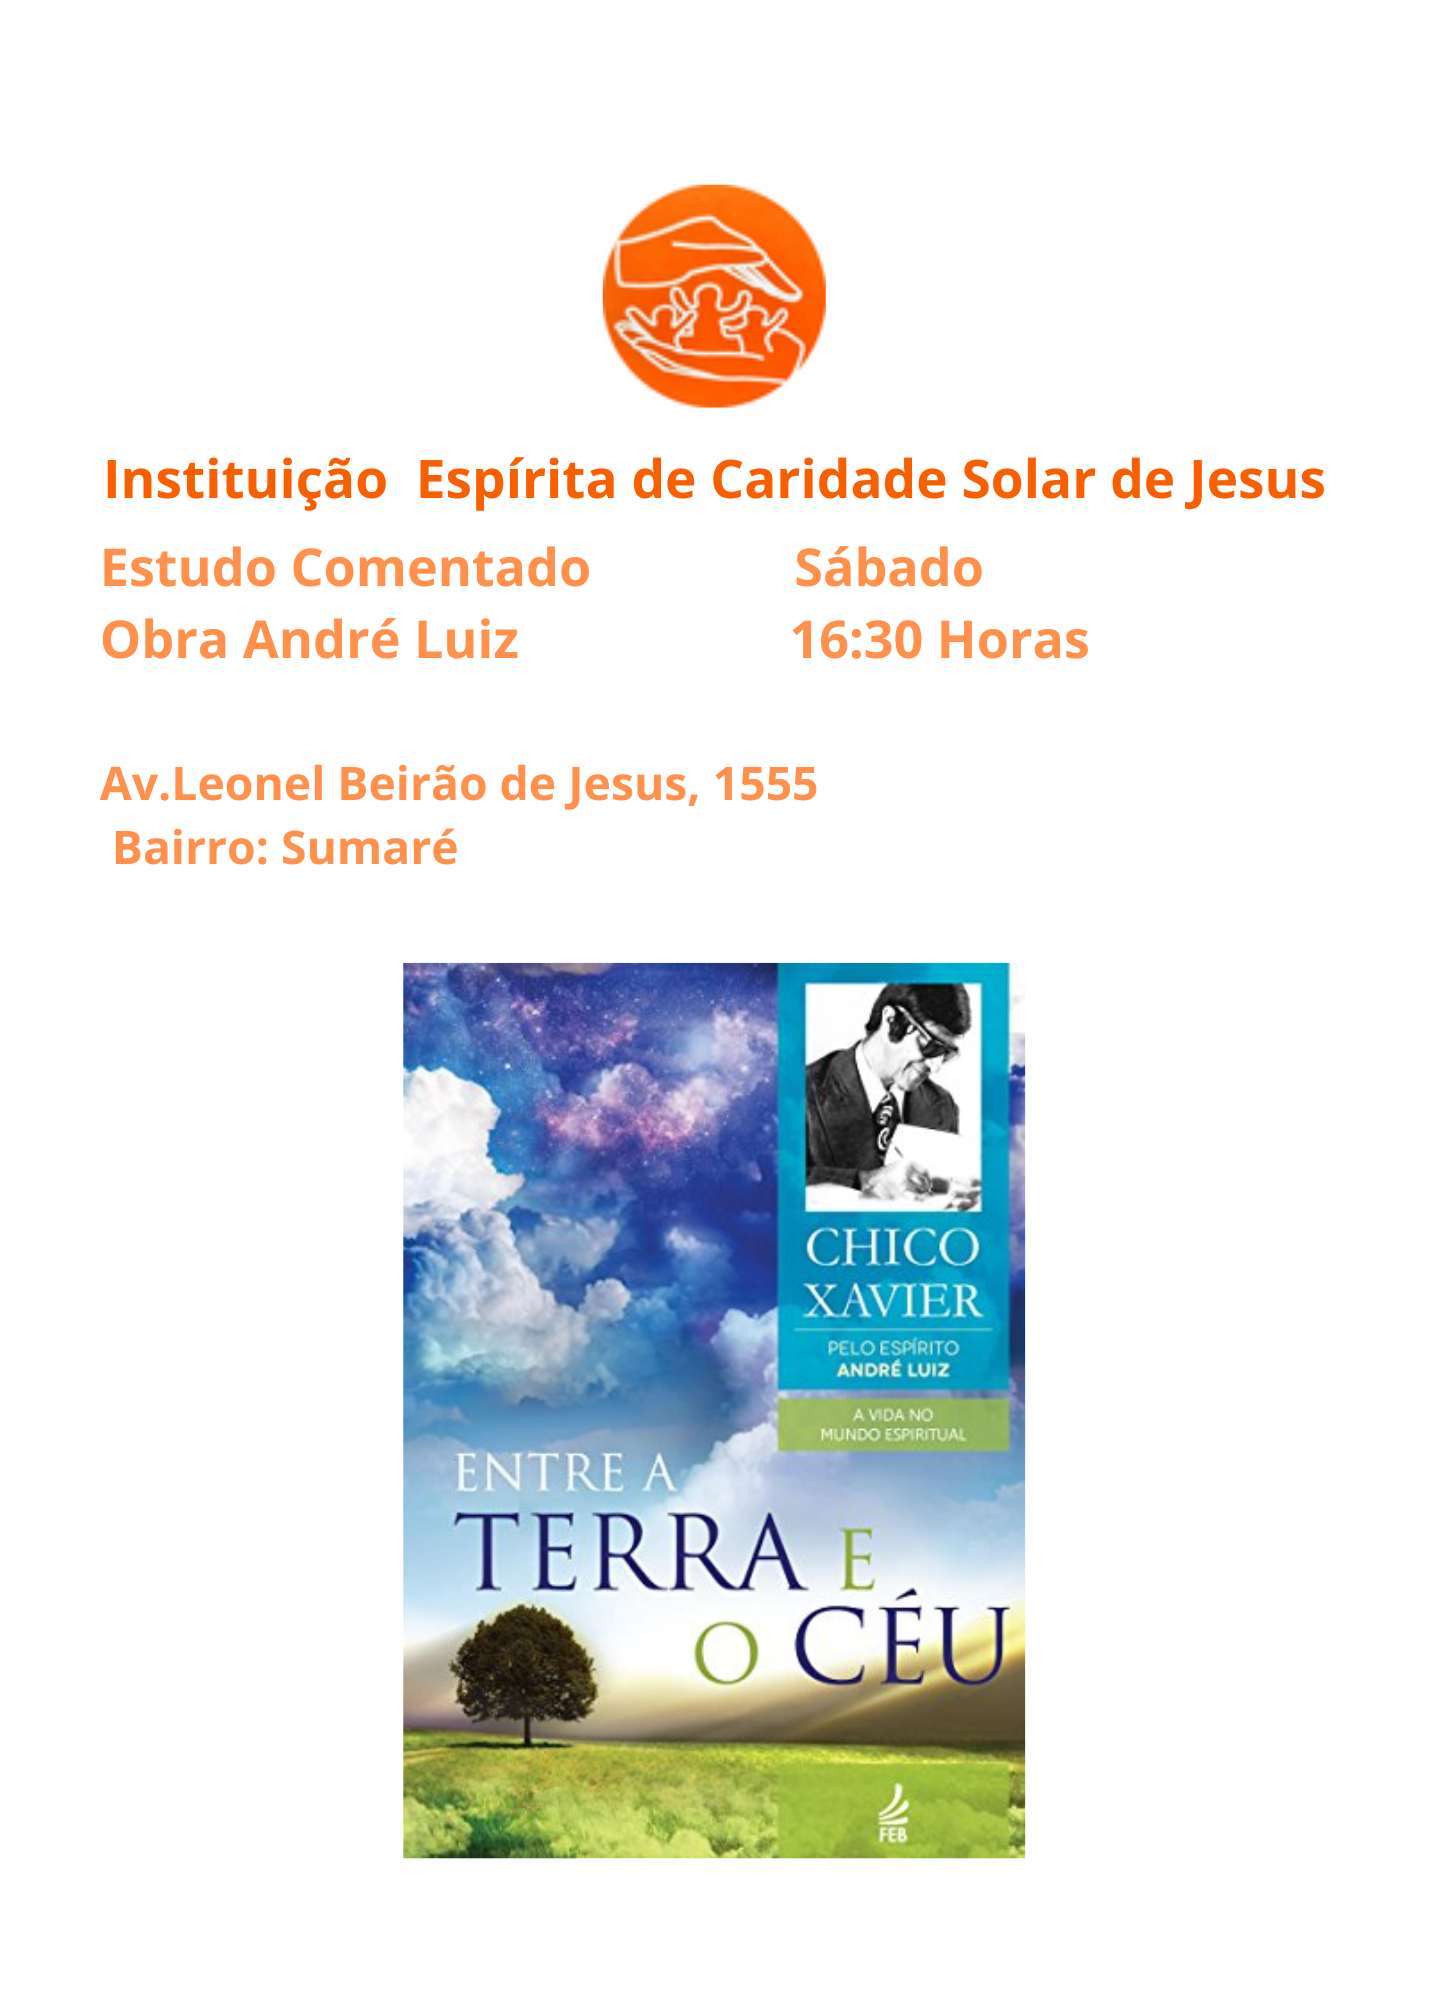 Instituição Espírita de Caridade Solar de Jesus
Estudo Comentado Sábado
Obra André Luiz 16:30 Horas
Av.Leonel Beirão de Jesus, 1555
Bairro: Sumaré
CHICO
XAVIER
PELO ESPÍRITO
ANDRÉ LUIZ
A VIDA NO
MUNDO ESPIRITUAL
ENTRE A
TERRA E
O CÉU
FEB